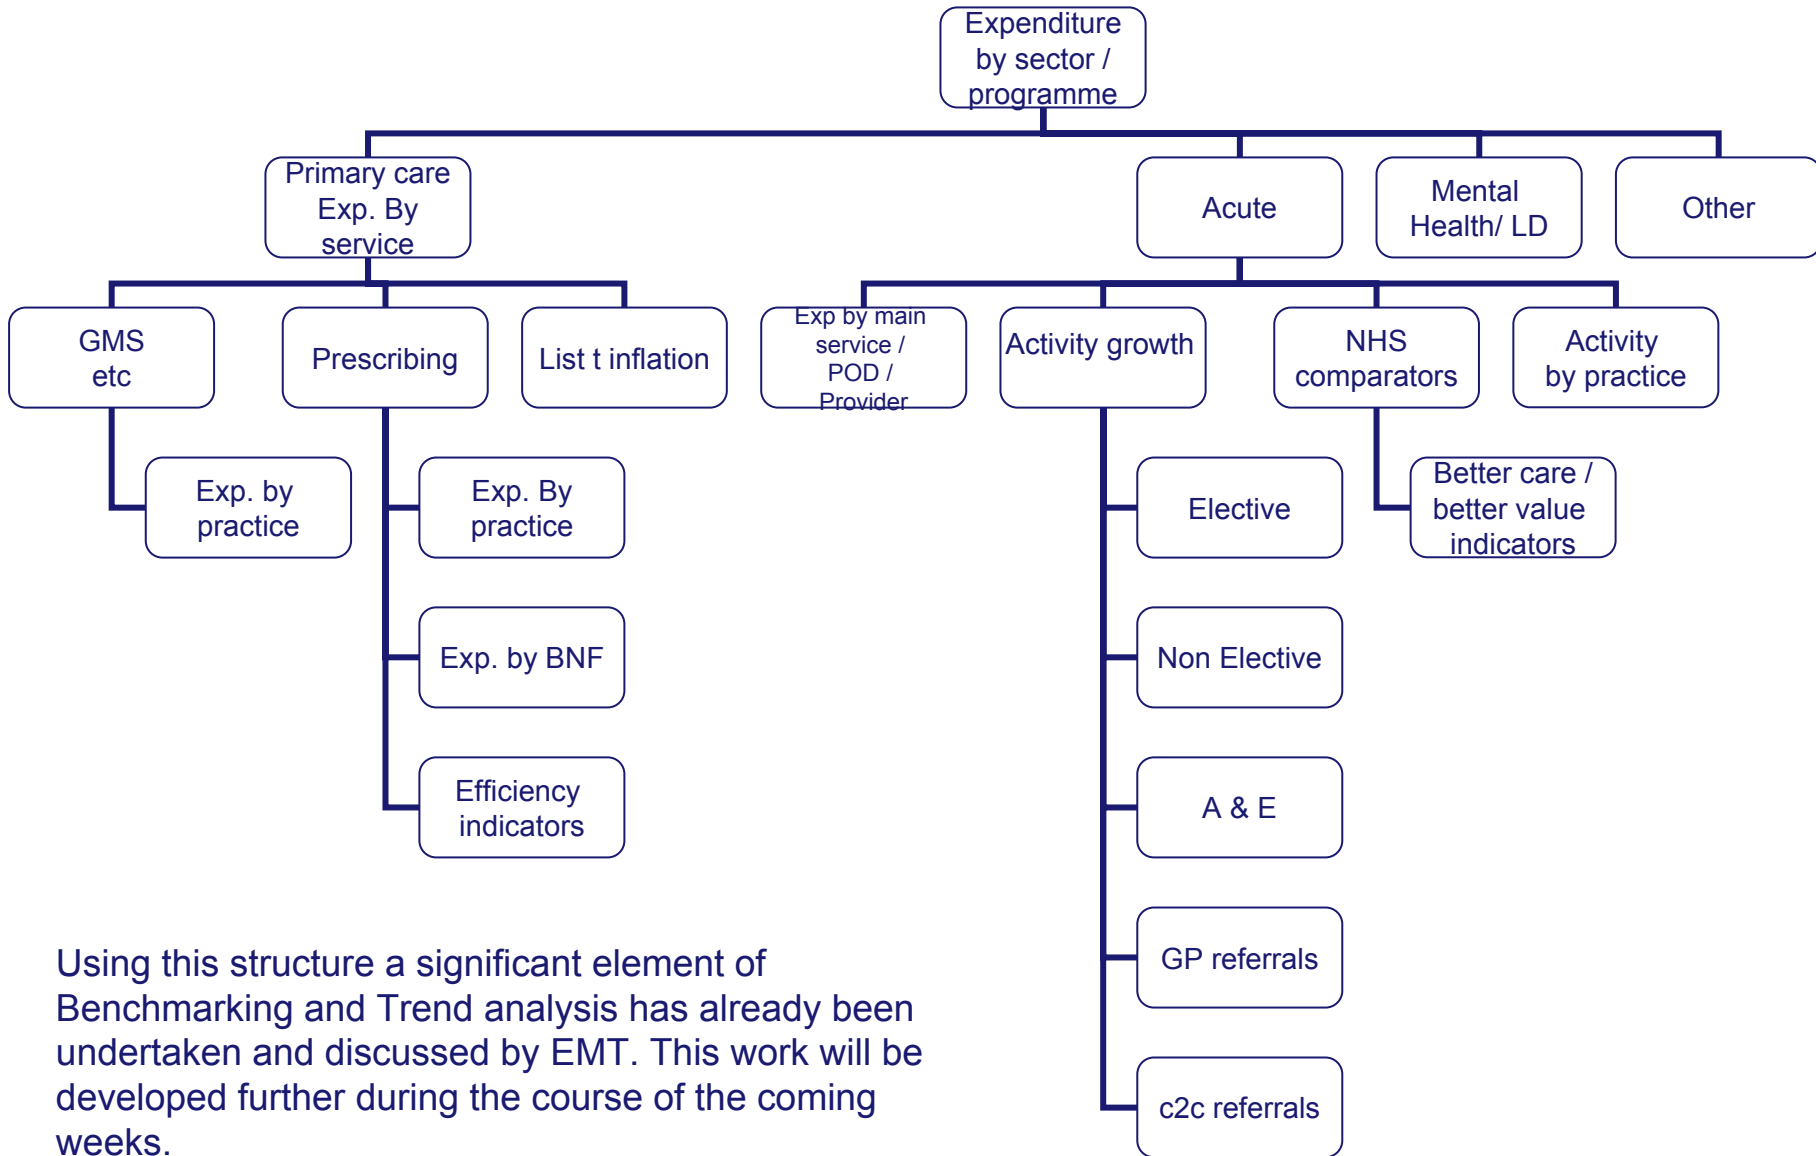 Expenditure
by sector /
programme
Primary care
Exp. By
service
Acute
Mental
Health/ LD
Other
GMS
etc
Prescribing
List t inflation
Exp by main
service /
POD /
Provider
Activity growth
NHS
comparators
Activity
by practice
Exp. by
practice
Exp. By
practice
Elective
Better care /
better value
indicators
Exp. by BNF
Non Elective
Efficiency
indicators
A & E
GP referrals
c2c referrals
Using this structure a significant element of
Benchmarking and Trend analysis has already been
undertaken and discussed by EMT. This work will be
developed further during the course of the coming
weeks.